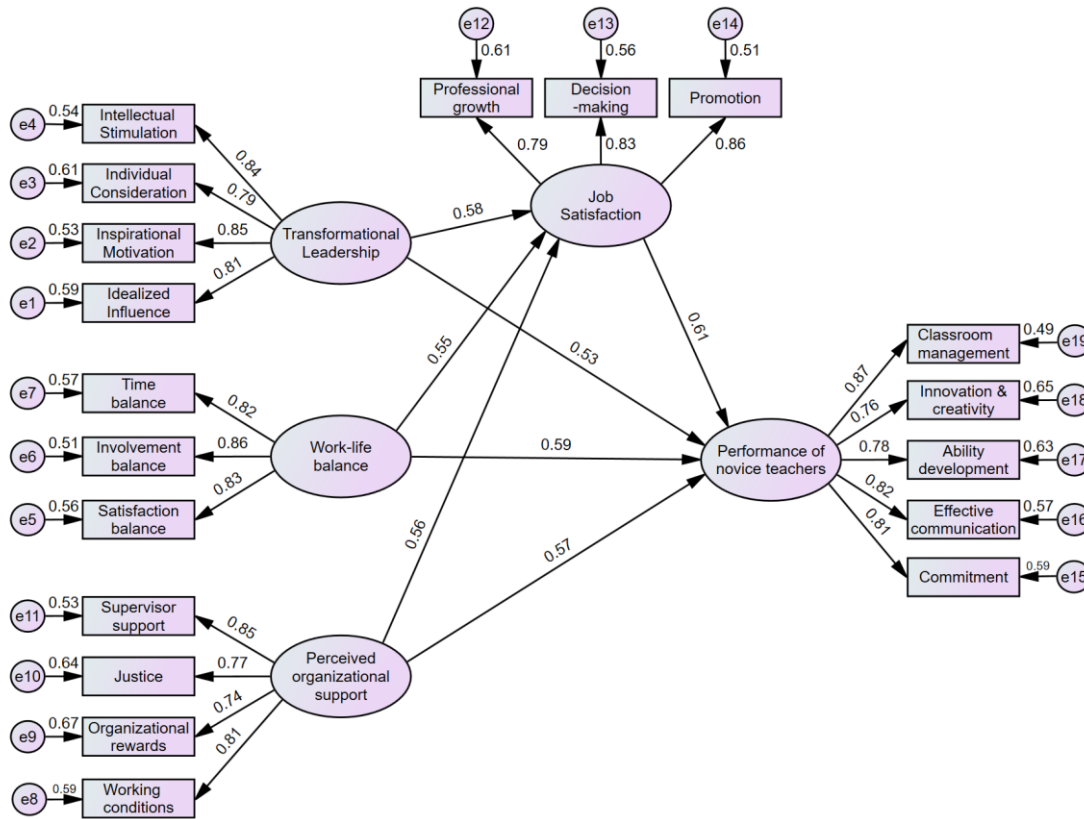 e12
e13
e14
0.61
0.56
0.51
Professional
growth
Decision
-making
Promotion
0.79
0.83
0.86
Job
Satisfaction
e4
0.54
Intellectual
Stimulation
0.84
e3
0.61
Individual
Consideration
0.79
e2
0.53
Inspirational
Motivation
0.85
e1
0.59
Idealized
Influence
0.81
Transformational
Leadership
0.58
0.53
0.55
0.61
e7
0.57
Time
balance
0.82
e6
0.51
Involvement
balance
0.86
e5
0.56
Satisfaction
balance
0.83
Work-life
balance
0.59
0.56
0.57
Performance of
novice teachers
0.87
Classroom
management
0.49
e19
0.76
Innovation &
creativity
0.65
e18
0.78
Ability
development
0.63
e17
0.82
Effective
communication
0.57
e16
0.81
Commitment
0.59
e15
e11
0.53
Supervisor
support
0.85
e10
0.64
Justice
0.77
e9
0.67
Organizational
rewards
0.74
e8
0.59
Working
conditions
0.81
Perceived
organizational
support